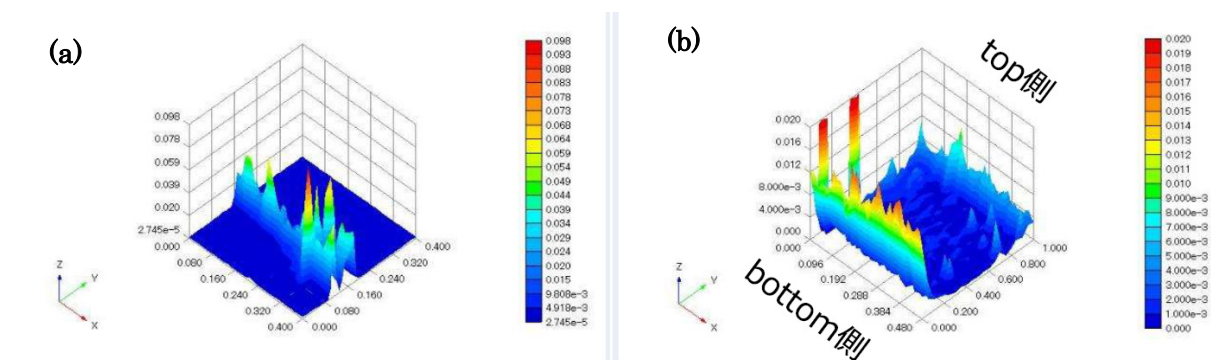 (a)
0.098
0.078
0.059
0.039
0.020
2.745e-5
0.000
0.080
0.160
0.240
0.320
0.400
0.000
0.080
0.160
0.240
0.320
0.400
Z
Y
X
0.098
0.093
0.088
0.083
0.078
0.073
0.068
0.064
0.059
0.054
0.049
0.044
0.039
0.034
0.029
0.024
0.020
0.015
9.808e-3
4.918e-3
2.745e-5
(b)
top側
bottom側
0.020
0.016
0.012
8.000e-3
4.000e-3
0.000
0.000
0.096
0.192
0.288
0.384
0.480
0.000
0.200
0.400
0.600
0.800
1.000
Z
Y
X
0.020
0.019
0.018
0.017
0.016
0.015
0.014
0.013
0.012
0.011
0.010
9.000e-3
8.000e-3
7.000e-3
6.000e-3
5.000e-3
4.000e-3
3.000e-3
2.000e-3
1.000e-3
0.000